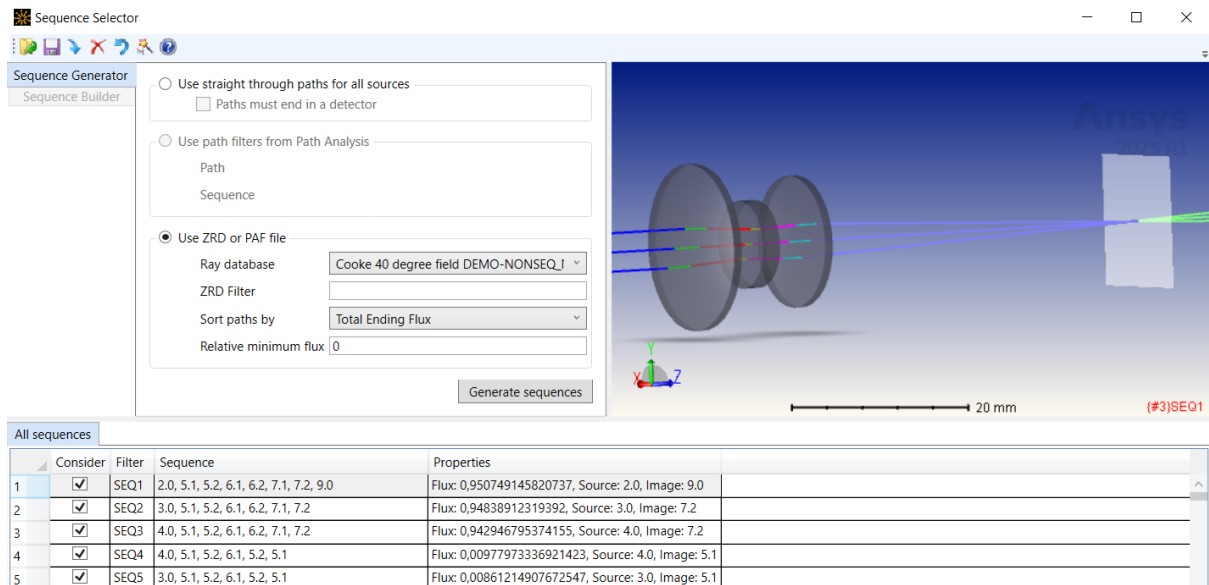 Sequence Selector
Sequence Generator
Sequence Builder
Use straight through paths for all sources
Paths must end in a detector
Use path filters from Path Analysis
Path
Sequence
Use ZRD or PAF file
Ray database Cooke 40 degree field DEMO-NONSEQ_
ZRD Filter
Sort paths by Total Ending Flux
Relative minimum flux 0
Generate sequences
Ansys
2025 R1
Y
X Z
20 mm
(#3)SEQ1
All sequences
Consider Filter Sequence Properties
1 SEQ1 2.0, 5.1, 5.2, 6.1, 6.2, 7.1, 7.2, 9.0 Flux: 0,950749145820737, Source: 2.0, Image: 9.0
2 SEQ2 3.0, 5.1, 5.2, 6.1, 6.2, 7.1, 7.2 Flux: 0,94838912319392, Source: 3.0, Image: 7.2
3 SEQ3 4.0, 5.1, 5.2, 6.1, 6.2, 7.1, 7.2 Flux: 0,942946795374155, Source: 4.0, Image: 7.2
4 SEQ4 4.0, 5.1, 5.2, 6.1, 5.2, 5.1 Flux: 0,00977973336921423, Source: 4.0, Image: 5.1
5 SEQ5 3.0, 5.1, 5.2, 6.1, 5.2, 5.1 Flux: 0,00861214907672547, Source: 3.0, Image: 5.1